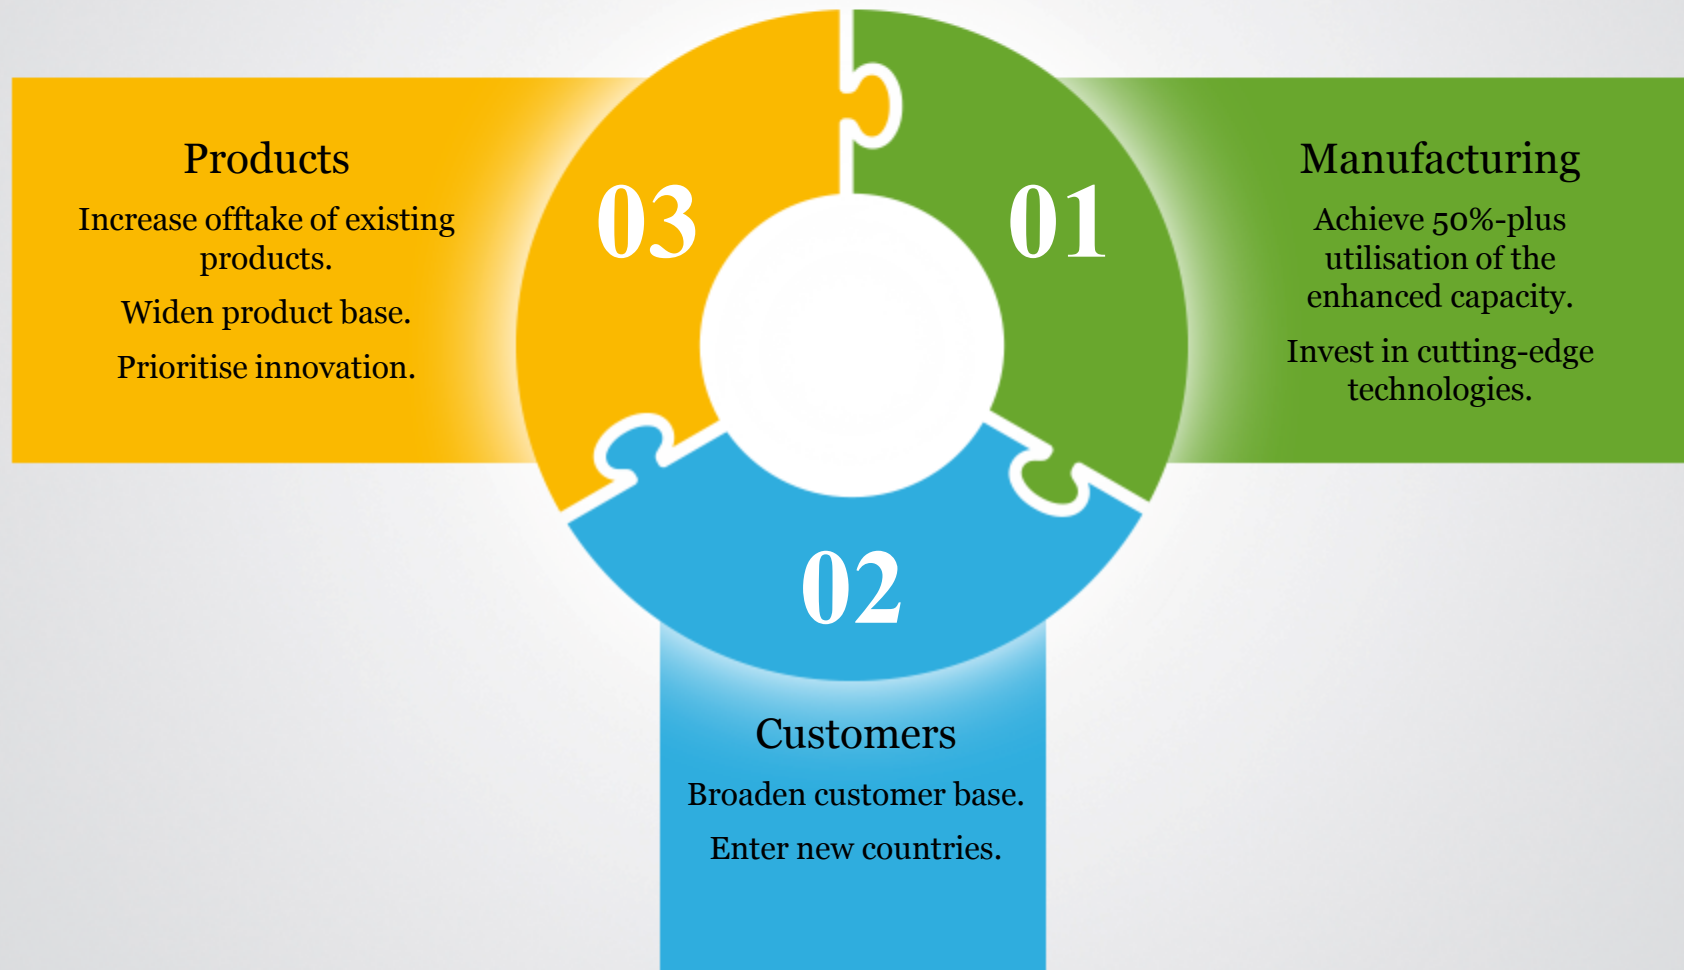 Products
Increase offtake of existing
products.
Widen product base.
Prioritise innovation.
03
01
Manufacturing
Achieve 50%-plus
utilisation of the
enhanced capacity.
Invest in cutting-edge
technologies.
02
Customers
Broaden customer base.
Enter new countries.